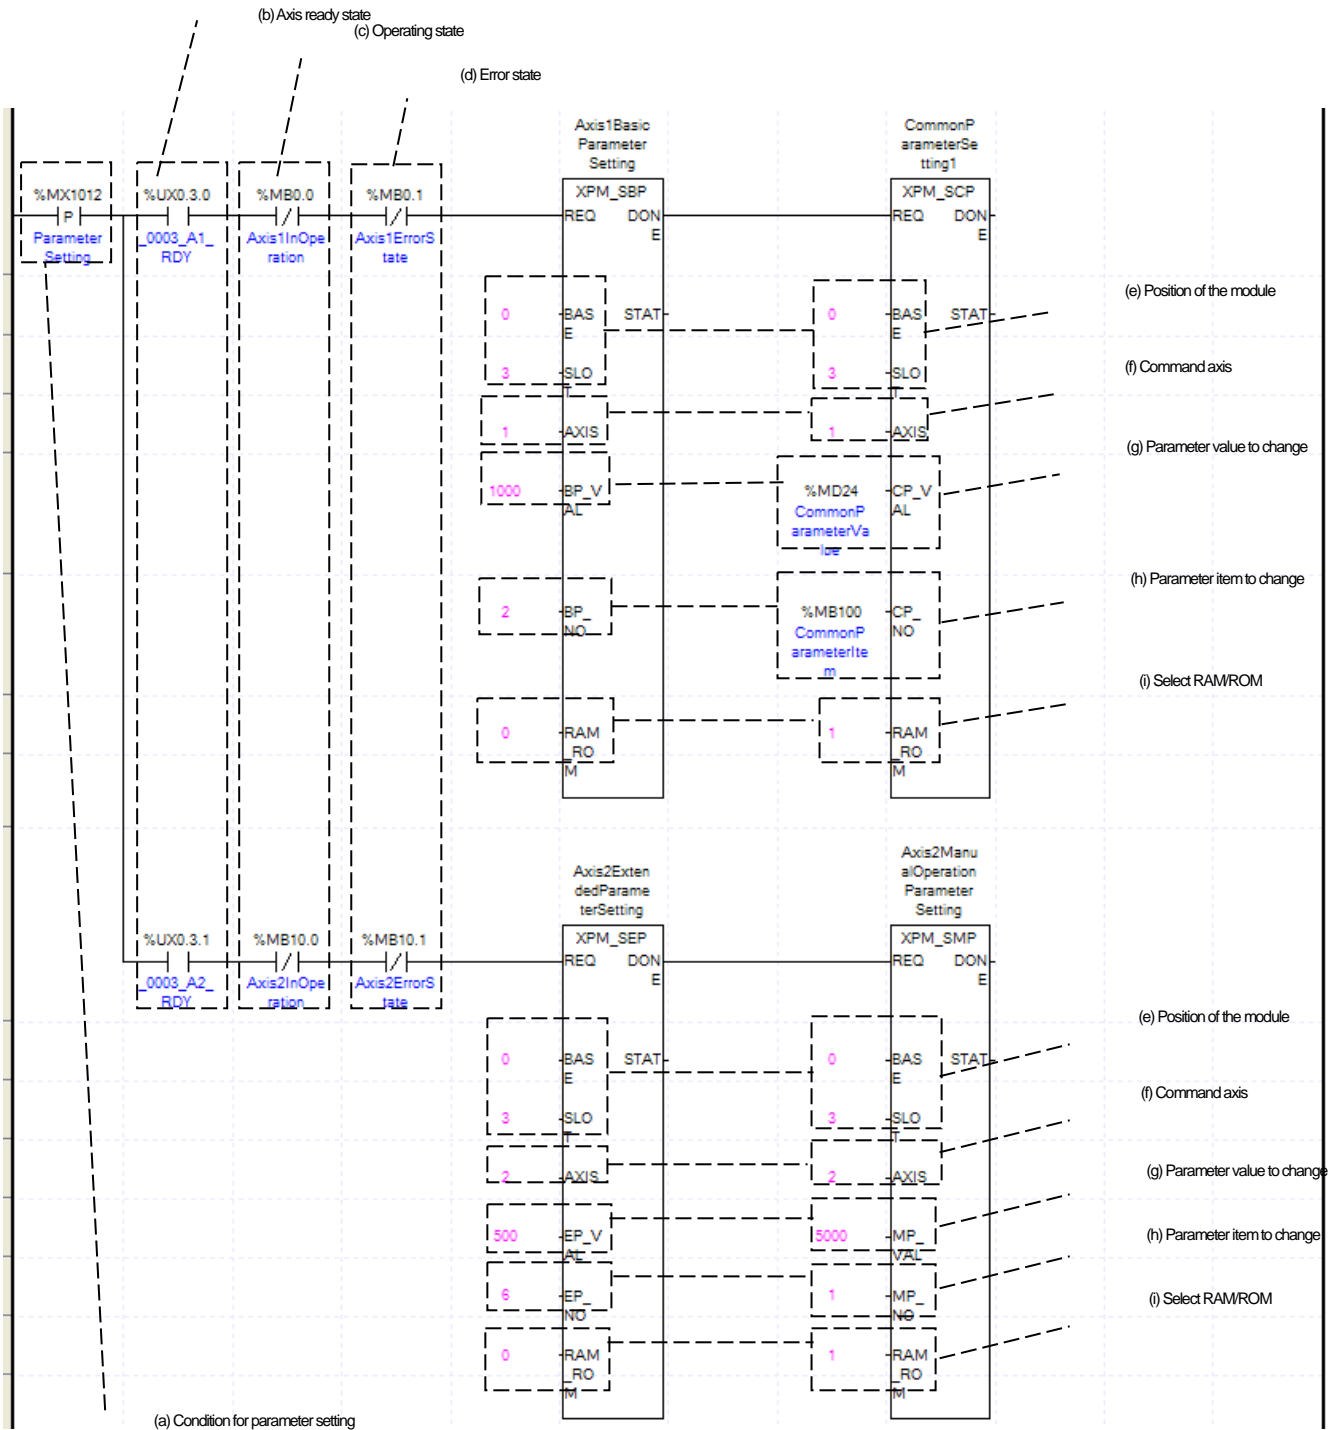 (b) Axis ready state
(c) Operating state
(d) Error state
Axis1Basic
Parameter
Setting
CommonP
arameterSe
tting1
%MX1012
%UX0.3.0
%MB0.0
%MB0.1
XPM_SBP
XPM_SCP
P
REQ DON
E
REQ DON
E
Parameter
Setting
_0003_A1_
RDY
Axis1InOpe
ration
Axis1ErrorS
tate
(e) Position of the module
0 BAS STAT
E
0 BAS STAT
E
3 SLO
T
3 SLO
T
(f) Command axis
1 AXIS
1 AXIS
(g) Parameter value to change
1000 BP_V
AL
%MD24 CP_V
AL
CommonP
arameterVa
lue
(h) Parameter item to change
2 BP_
NO
%MB100 CP_
NO
CommonP
arameterIte
m
(i) Select RAM/ROM
0 RAM
_RO
M
1 RAM
_RO
M
Axis2Exten
dedParame
terSetting
Axis2Manu
alOperation
Parameter
Setting
%UX0.3.1
%MB10.0
%MB10.1
XPM_SEP
XPM_SMP
REQ DON
E
REQ DON
E
_0003_A2_
RDY
Axis2InOpe
ration
Axis2ErrorS
tate
(e) Position of the module
0 BAS STAT
E
0 BAS STAT
E
3 SLO
T
3 SLO
T
(f) Command axis
2 AXIS
2 AXIS
(g) Parameter value to change
500 EP_V
AL
5000 MP_
VAL
(h) Parameter item to change
6 EP_
NO
1 MP_
NO
(i) Select RAM/ROM
0 RAM
_RO
M
1 RAM
_RO
M
(a) Condition for parameter setting